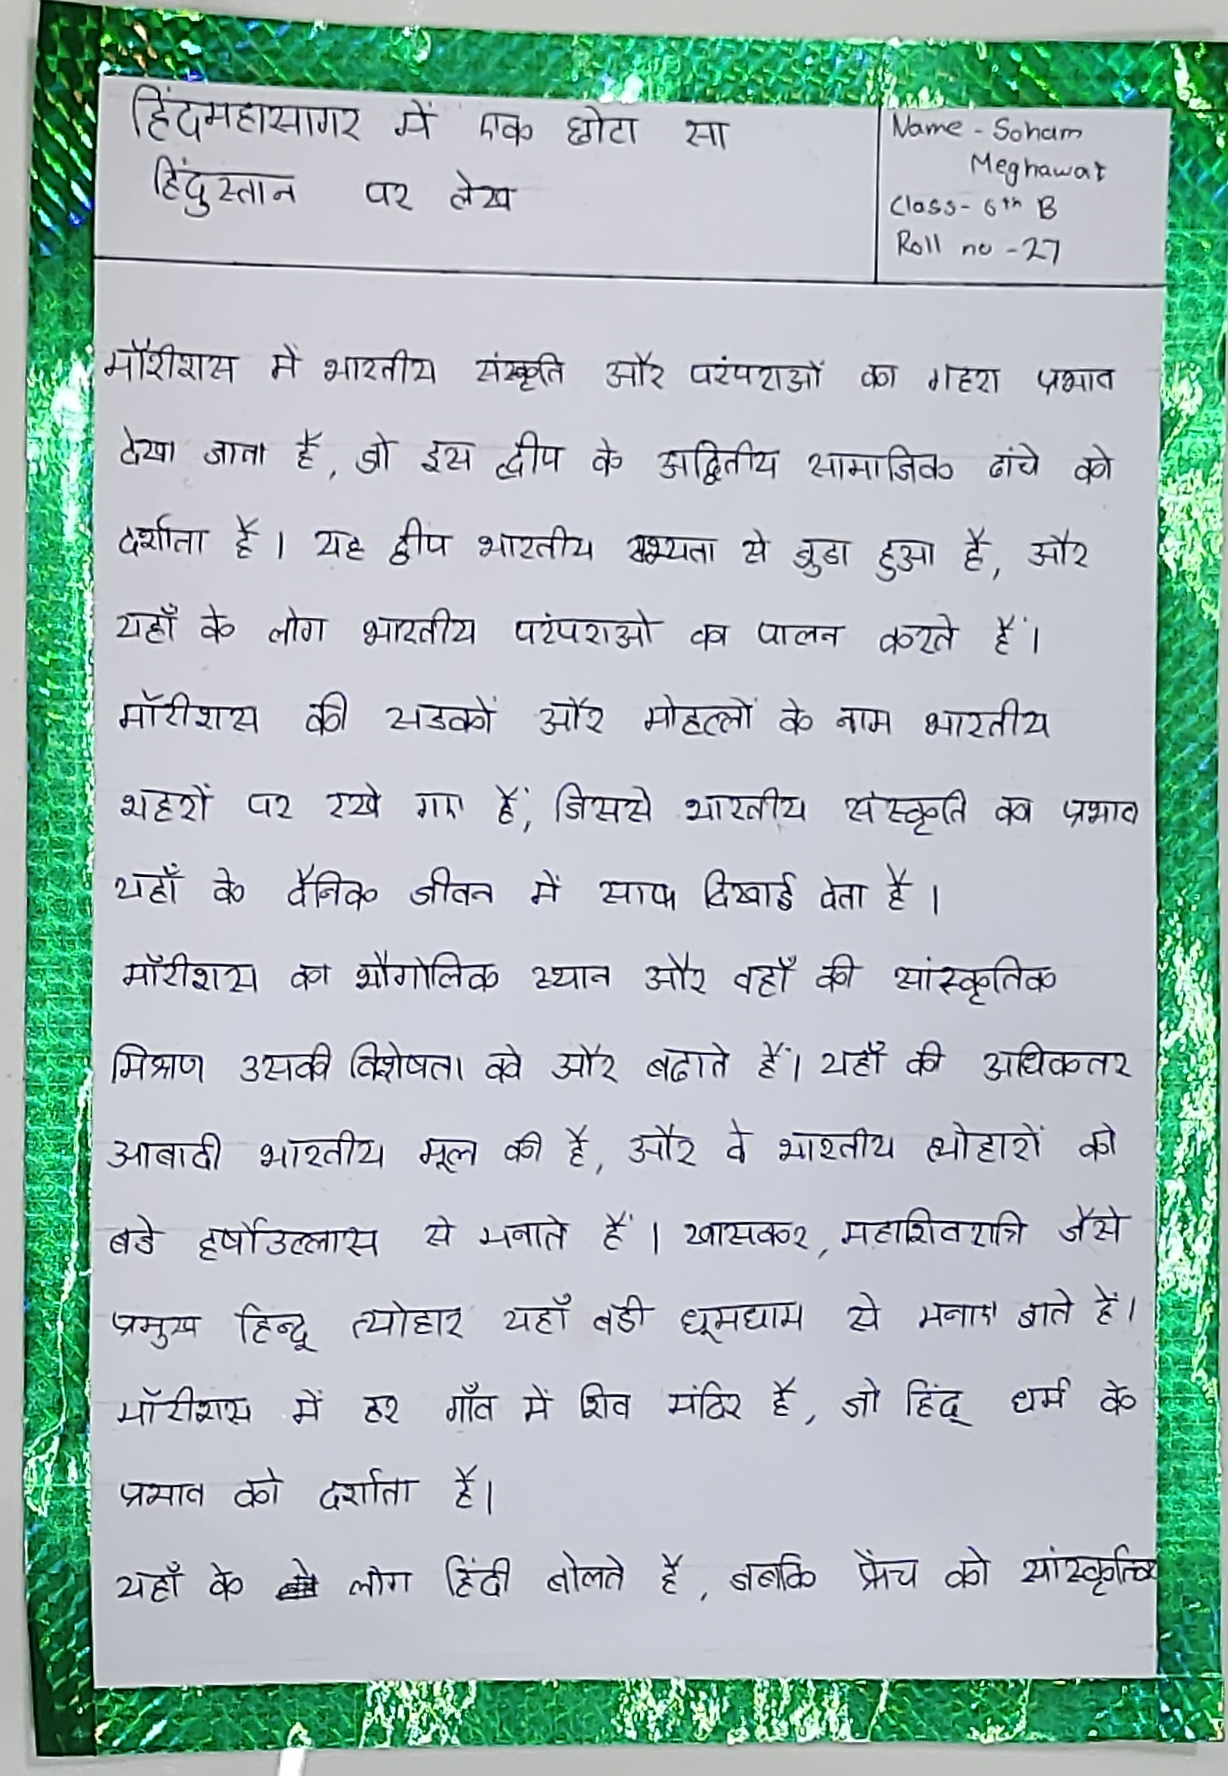 हिंदमहासागर में एक छोटा सा
हिंदुस्तान पर लेख
Name - Soham
Meghawat
Class - 6th B
Roll no - 27
मॉरीशस में भारतीय संस्कृति और परंपराओं का गहरा प्रभाव
देखा जाता है, जो इस द्वीप के अद्वितीय सामाजिक ढांचे को
दर्शाता है। यह द्वीप भारतीय सभ्यता से जुडा हुआ है, और
यहाँ के लोग भारतीय परंपराओ का पालन करते हैं।
मॉरीशस की सडकों और मोहल्लों के नाम भारतीय
शहरों पर रखे गए हैं, जिससे भारतीय संस्कृति का प्रभाव
यहाँ के दैनिक जीवन में साफ दिखाई देता है।
मॉरीशस का भौगोलिक स्थान और वहाँ की सांस्कृतिक
मिश्रण उसकी विशेषता को और बढाते हैं। यहाँ की अधिकतर
आबादी भारतीय मूल की है, और वे भारतीय त्योहारों को
बडे हर्षोउल्लास से मनाते हैं। खासकर, महाशिवरात्रि जैसे
प्रमुख हिन्दू त्योहार यहाँ बडी धूमधाम से मनाए जाते हैं।
मॉरीशस में हर गाँव में शिव मंदिर है, जो हिंदू धर्म के
प्रभाव को दर्शाता है।
यहाँ के लोग हिंदी बोलते है, जबकि फ्रेंच को सांस्कृतिक